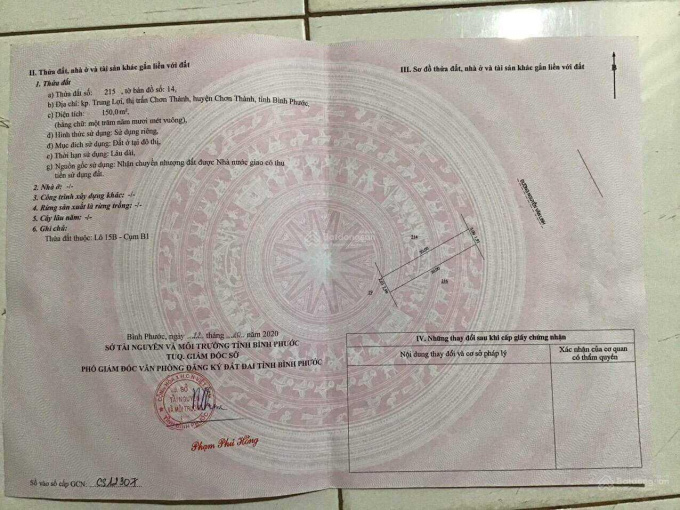 II. Thửa đất, nhà ở và tài sản khác gắn liền với đất
1. Thửa đất
a) Thửa đất số: 215 , tờ bản đồ số: 14,
b) Địa chỉ: kp. Trung Lợi, thị trấn Chơn Thành, huyện Chơn Thành, tỉnh Bình Phước,
c) Diện tích: 150,0 m²,
(bằng chữ: một trăm năm mươi mét vuông),
d) Hình thức sử dụng: Sử dụng riêng,
đ) Mục đích sử dụng: Đất ở tại đô thị,
e) Thời hạn sử dụng: Lâu dài,
g) Nguồn gốc sử dụng: Nhận chuyển nhượng đất được Nhà nước giao có thu
tiền sử dụng đất.
2. Nhà ở: -/-
3. Công trình xây dựng khác: -/-
4. Rừng sản xuất là rừng trồng: -/-
5. Cây lâu năm: -/-
6. Ghi chú:
Thửa đất thuộc: Lô 15B - Cụm B1
Bình Phước, ngày 22 tháng năm 2020
SỞ TÀI NGUYÊN VÀ MÔI TRƯỜNG TỈNH BÌNH PHƯỚC
TUQ. GIÁM ĐỐC SỞ
PHÓ GIÁM ĐỐC VĂN PHÒNG ĐĂNG KÝ ĐẤT ĐAI TỈNH BÌNH PHƯỚC
Phạm Phú Hồng
Số vào sổ cấp GCN: CS12307
III. Sơ đồ thửa đất, nhà ở và tài sản khác gắn liền với đất
B
214
30.00
30.00
216
IV. Những thay đổi sau khi cấp giấy chứng nhận
Nội dung thay đổi và cơ sở pháp lý
Xác nhận của cơ quan
có thẩm quyền